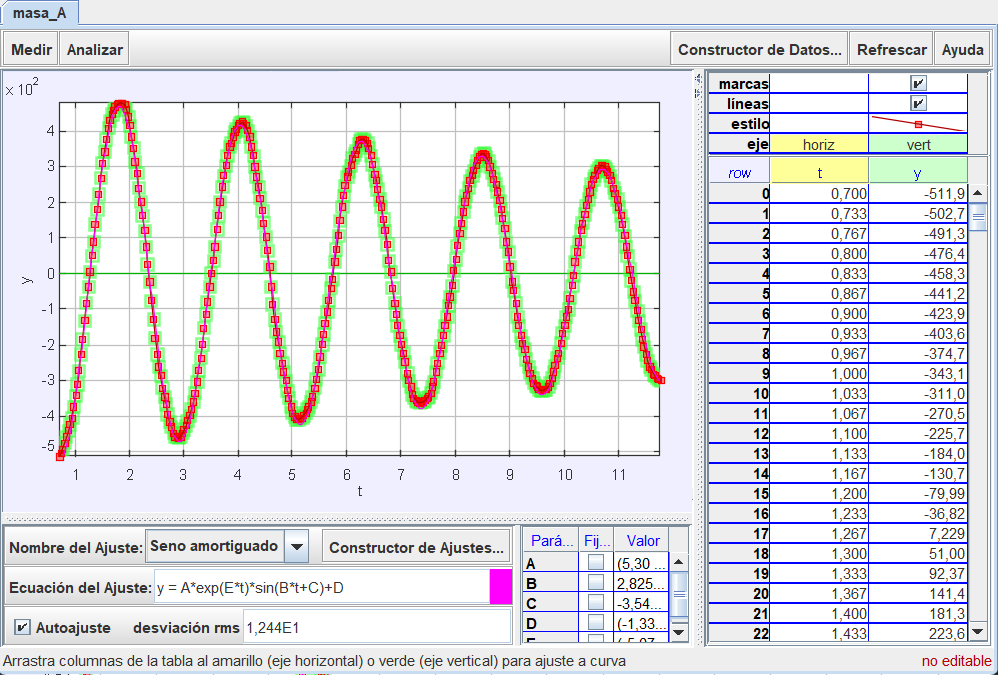 masa_A
Medir Analizar Constructor de Datos... Refrescar Ayuda
x 10²
4
3
2
1
0
-1
-2
-3
-4
-5
y
1 2 3 4 5 6 7 8 9 10 11
t
marcas
lineas
estilo
eje horiz vert
row t y
0 0,700 -511,9
1 0,733 -502,7
2 0,767 -491,3
3 0,800 -476,4
4 0,833 -458,3
5 0,867 -441,2
6 0,900 -423,9
7 0,933 -403,6
8 0,967 -374,7
9 1,000 -343,1
10 1,033 -311,0
11 1,067 -270,5
12 1,100 -225,7
13 1,133 -184,0
14 1,167 -130,7
15 1,200 -79,99
16 1,233 -36,82
17 1,267 7,229
18 1,300 51,00
19 1,333 92,37
20 1,367 141,4
21 1,400 181,3
22 1,433 223,6
Nombre del Ajuste: Seno amortiguado Constructor de Ajustes...
Ecuación del Ajuste: y = A*exp(E*t)*sin(B*t+C)+D
Autoajuste desviación rms 1,244E1
Pará... Fij... Valor
A (5,30 ...
B 2,825...
C -3,54...
D (-1,33...
Arrastra columnas de la tabla al amarillo (eje horizontal) o verde (eje vertical) para ajuste a curva no editable